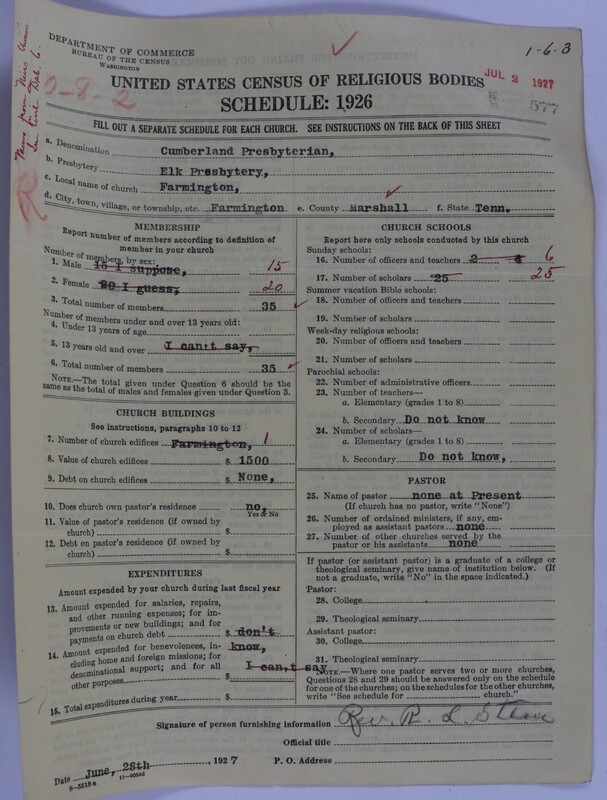 DEPARTMENT OF COMMERCE
BUREAU OF THE CENSUS
WASHINGTON
1-6-3
0-8-2
UNITED STATES CENSUS OF RELIGIOUS BODIES
JUL 2 1927
SCHEDULE: 1926
577
FILL OUT A SEPARATE SCHEDULE FOR EACH CHURCH. SEE INSTRUCTIONS ON THE BACK OF THIS SHEET
a. Denomination Cumberland Presbyterian,
b. Presbytery Elk Presbytery,
c. Local name of church Farmington,
d. City, town, village, or township, etc. Farmington e. County Marshall f. State Tenn.
MEMBERSHIP
Report number of members according to definition of member in your church
Number of members, by sex:
1. Male 15 I suppose, 15
2. Female 20 I guess, 20
3. Total number of members 35
Number of members under and over 13 years old:
4. Under 13 years of age
5. 13 years old and over I can't say,
6. Total number of members 35
NOTE.—The total given under Question 6 should be the
same as the total of males and females given under Question 3.
CHURCH BUILDINGS
See instructions, paragraphs 10 to 12
7. Number of church edifices Farmington, 1
8. Value of church edifices $ 1500
9. Debt on church edifices $ None,
10. Does church own pastor's residence no,
Yes or No
11. Value of pastor's residence (if owned by
church) $
12. Debt on pastor's residence (if owned by
church) $
EXPENDITURES
Amount expended by your church during last fiscal year
13. Amount expended for salaries, repairs,
and other running expenses; for im-
provements or new buildings; and for
payments on church debt $ don't
14. Amount expended for benevolences, in- know,
cluding home and foreign missions; for
denominational support; and for all I can,t say
other purposes $
15. Total expenditures during year $
CHURCH SCHOOLS
Report here only schools conducted by this church
Sunday schools:
16. Number of officers and teachers 2 6
17. Number of scholars 25 25
Summer vacation Bible schools:
18. Number of officers and teachers
19. Number of scholars
Week-day religious schools:
20. Number of officers and teachers
21. Number of scholars
Parochial schools:
22. Number of administrative officers
23. Number of teachers—
a. Elementary (grades 1 to 8)
b. Secondary Do not know
24. Number of scholars—
a. Elementary (grades 1 to 8)
b. Secondary Do not know,
PASTOR
25. Name of pastor none at Present
(If church has no pastor, write "None")
26. Number of ordained ministers, if any, em-
ployed as assistant pastors none
27. Number of other churches served by the
pastor or his assistants none
If pastor (or assistant pastor) is a graduate of a college or
theological seminary, give name of institution below. (If
not a graduate, write "No" in the space indicated.)
Pastor:
28. College
29. Theological seminary
Assistant pastor:
30. College
31. Theological seminary
NOTE.—Where one pastor serves two or more churches,
Questions 28 and 29 should be answered only on the schedule
for one of the churches; on the schedules for the other churches,
write "See schedule for church."
Signature of person furnishing information Rev. R. L.
Official title
Date June, 28th , 1927 P. O. Address
8-5518a 11-